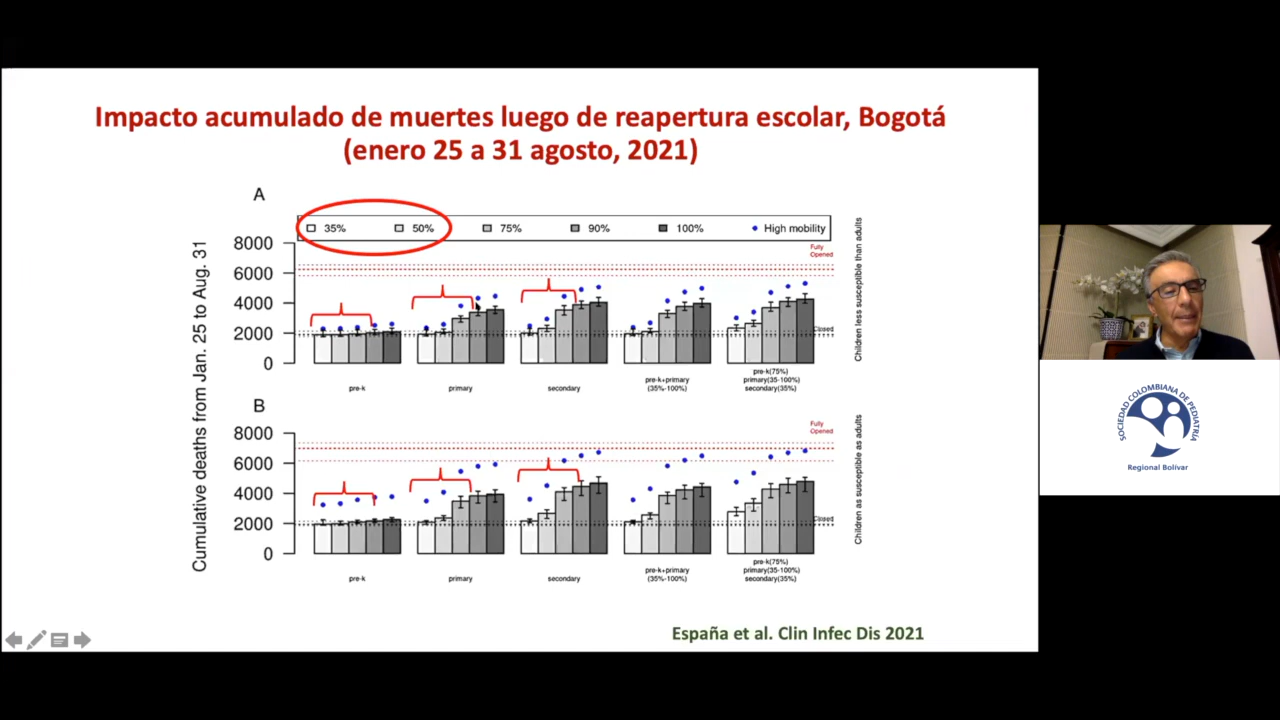 Impacto acumulado de muertes luego de reapertura escolar, Bogotá
(enero 25 a 31 agosto, 2021)
A
35% 50% 75% 90% 100% High mobility
Cumulative deaths from Jan. 25 to Aug. 31
8000
6000
4000
2000
0
Fully
Opened
Closed
Children less susceptible than adults
pre-k
primary
secondary
pre-k+primary
(35%-100%)
pre-k(75%)
primary(35-100%)
secondary(35%)
B
8000
6000
4000
2000
0
Fully
Opened
Closed
Children as susceptible as adults
pre-k
primary
secondary
pre-k+primary
(35%-100%)
pre-k(75%)
primary(35-100%)
secondary(35%)
España et al. Clin Infec Dis 2021
SOCIEDAD COLOMBIANA DE PEDIATRÍA
Regional Bolívar